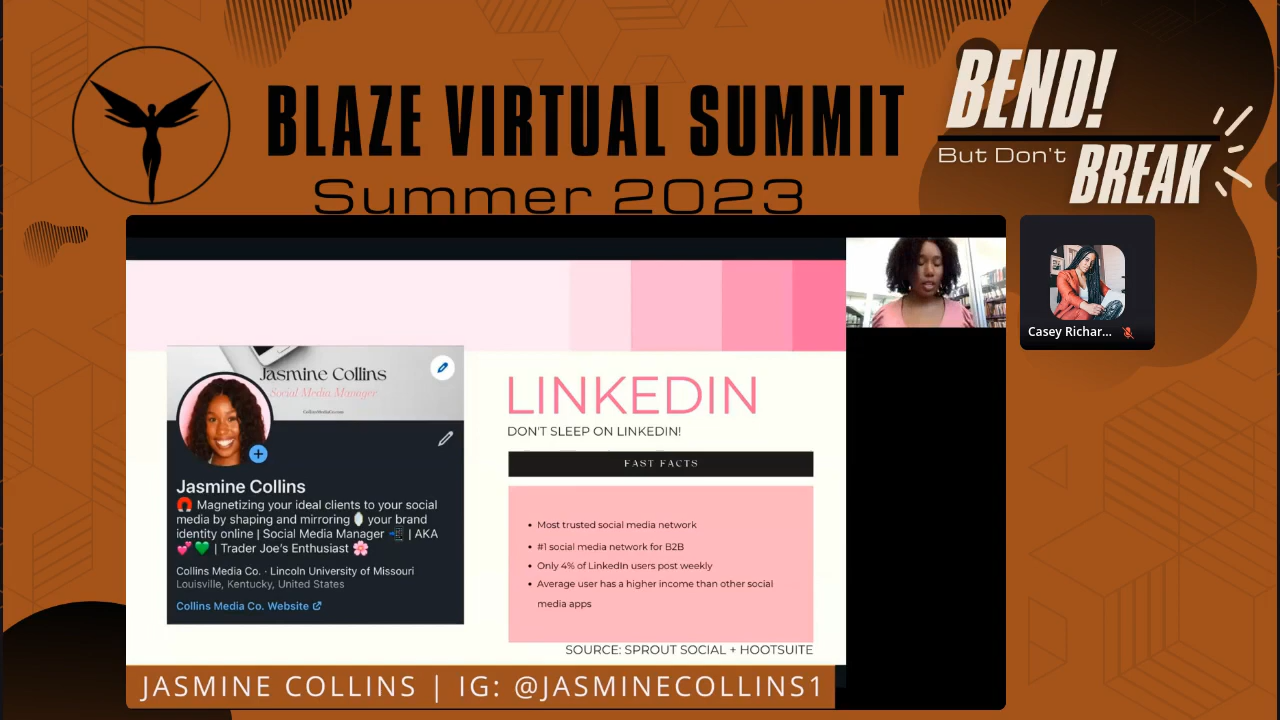 BLAZE VIRTUAL SUMMIT
Summer 2023
BEND!
But Don't
BREAK
Casey Richar...
Jasmine Collins
Social Media Manager
CollinsMediaCo.com
Jasmine Collins
🧲 Magnetizing your ideal clients to your social
media by shaping and mirroring 🪞 your brand
identity online | Social Media Manager 📲 | AKA
💕💚 | Trader Joe's Enthusiast 🌸
Collins Media Co. · Lincoln University of Missouri
Louisville, Kentucky, United States
Collins Media Co. Website
LINKEDIN
DON'T SLEEP ON LINKEDIN!
FAST FACTS
• Most trusted social media network
• #1 social media network for B2B
• Only 4% of LinkedIn users post weekly
• Average user has a higher income than other social
media apps
SOURCE: SPROUT SOCIAL + HOOTSUITE
JASMINE COLLINS | IG: @JASMINECOLLINS1